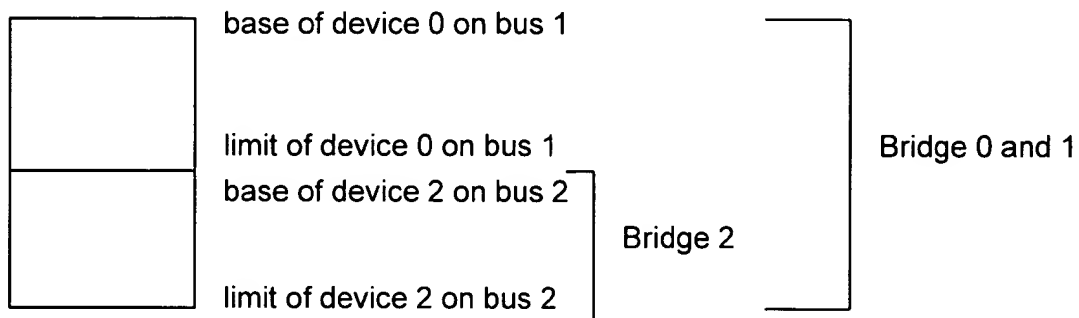 base of device 0 on bus 1
limit of device 0 on bus 1
Bridge 0 and 1
base of device 2 on bus 2
Bridge 2
limit of device 2 on bus 2